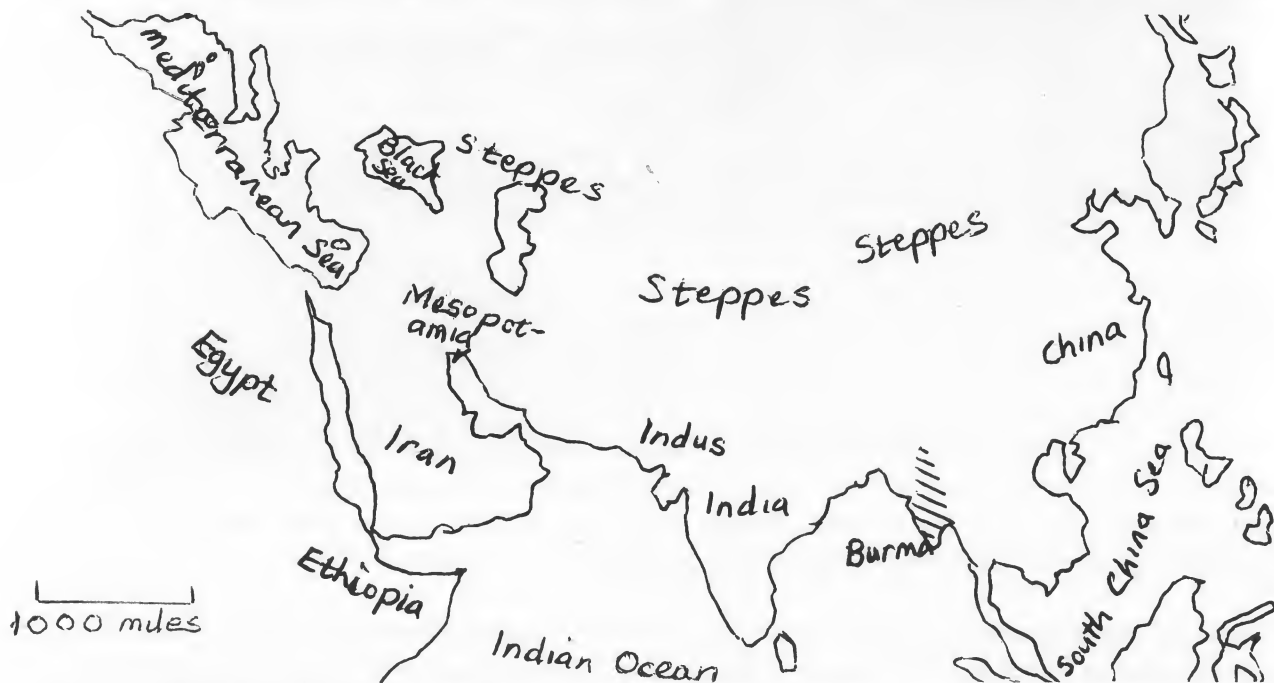 Mediterranean Sea
Black
Sea
Steppes
Steppes
Steppes
Mesopot-
amia
Egypt
China
Iran
Indus
India
Burma
Ethiopia
South China Sea
1000 miles
Indian Ocean